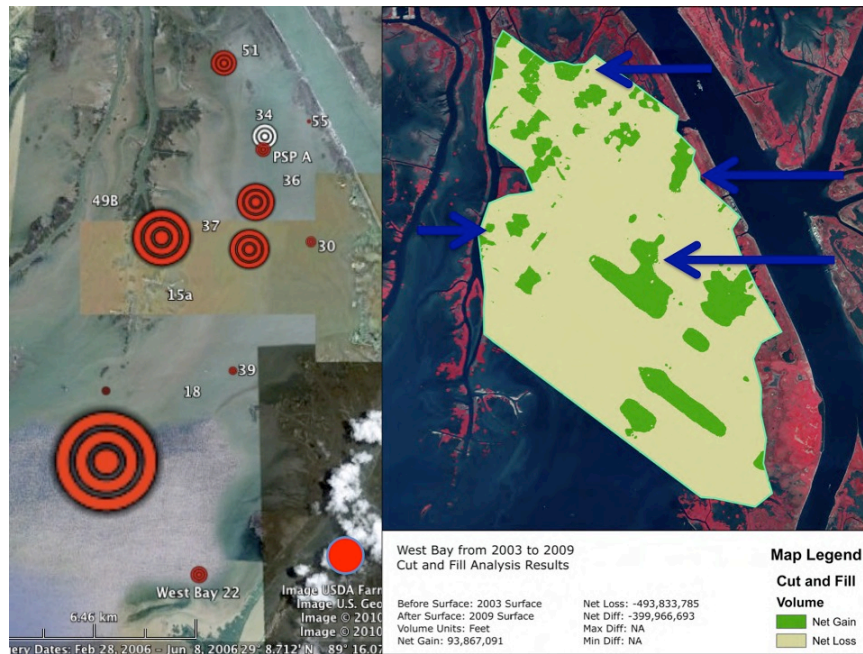 51
34
55
PSP A
36
49B
37
30
15a
39
18
West Bay 22
Image USDA Farm
Image U.S. Geo
Image © 2010
Image © 2010
6.46 km
ery Dates: Feb 28, 2006 - Jun 8, 2006 29° 8.712' N 89° 16.07
West Bay from 2003 to 2009
Cut and Fill Analysis Results
Before Surface: 2003 Surface
After Surface: 2009 Surface
Volume Units: Feet
Net Gain: 93,867,091
Net Loss: -493,833,785
Net Diff: -399,966,693
Max Diff: NA
Min Diff: NA
Map Legend
Cut and Fill
Volume
Net Gain
Net Loss